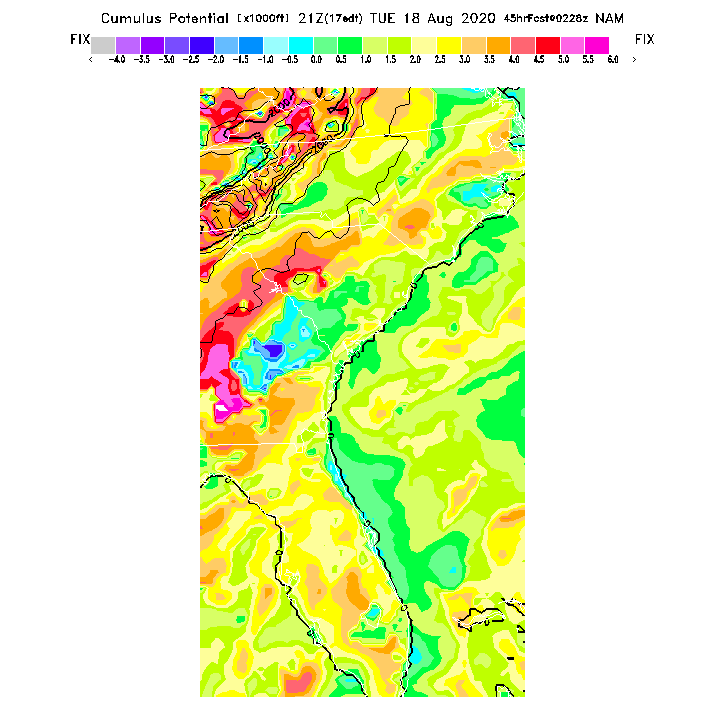 Cumulus Potential [x1000ft] 21Z(17edt) TUE 18 Aug 2020 45hrFcst@0228z NAM
FIX FIX
< -4.0 -3.5 -3.0 -2.5 -2.0 -1.5 -1.0 -0.5 0.0 0.5 1.0 1.5 2.0 2.5 3.0 3.5 4.0 4.5 5.0 5.5 6.0 >